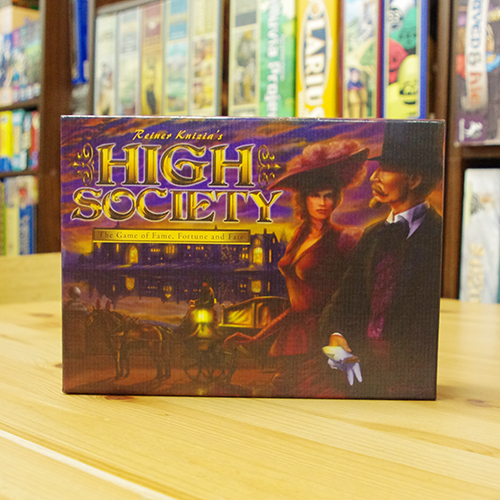 Reiner Knizia's
HIGH
SOCIETY
The Game of Fame, Fortune and Fate